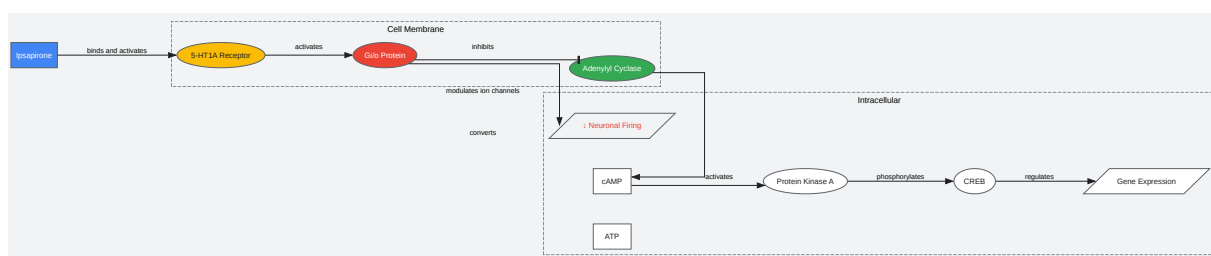 Cell Membrane
Ipsapirone
binds and activates
5-HT1A Receptor
activates
Gi/o Protein
inhibits
Adenylyl Cyclase
modulates ion channels
Intracellular
↓ Neuronal Firing
converts
cAMP
activates
Protein Kinase A
phosphorylates
CREB
regulates
Gene Expression
ATP